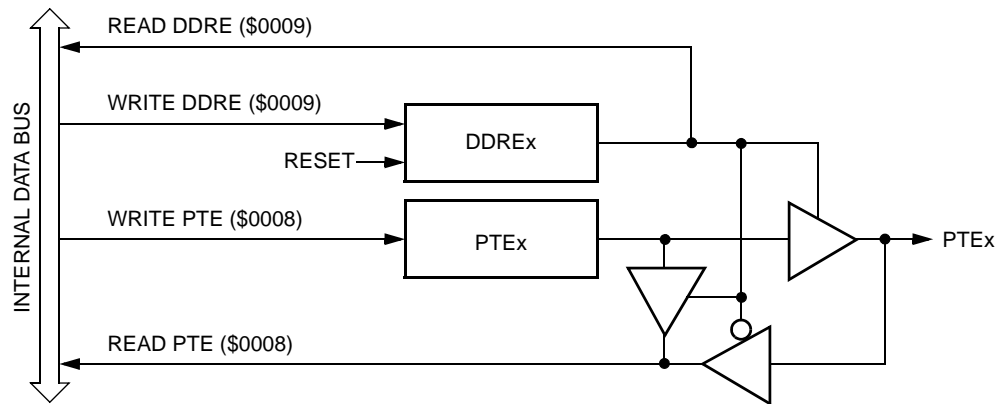 READ DDRE ($0009)
WRITE DDRE ($0009)
DDREx
RESET
WRITE PTE ($0008)
PTEx
PTEx
READ PTE ($0008)
INTERNAL DATA BUS